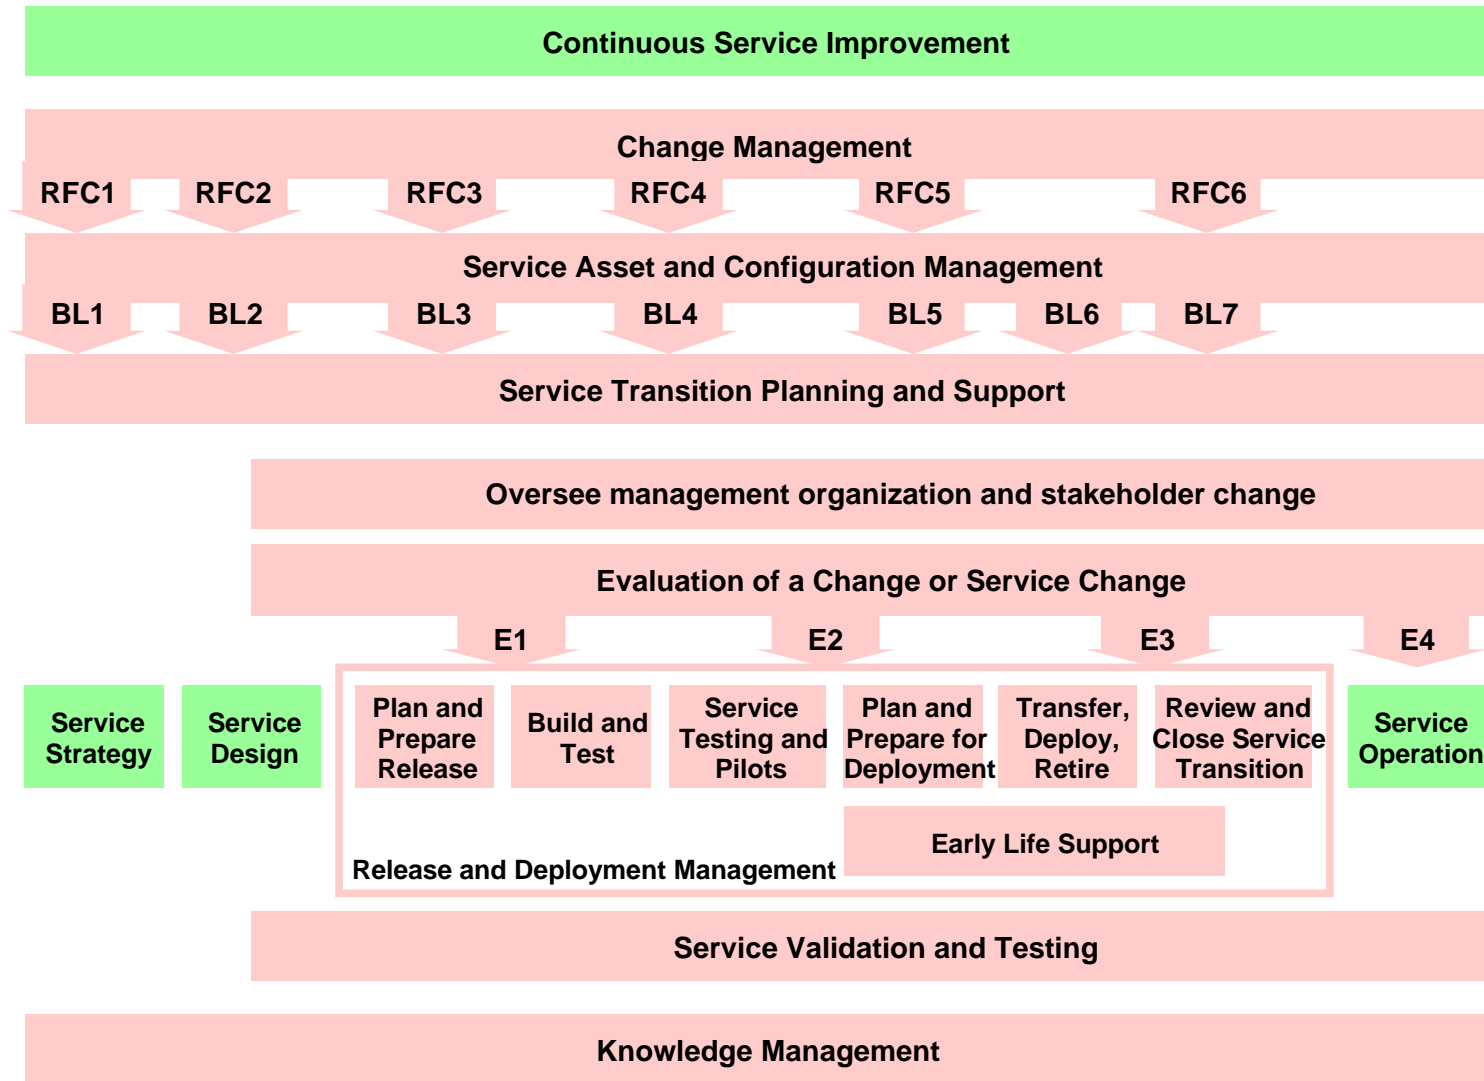 Continuous Service Improvement
Change Management
RFC1 RFC2 RFC3 RFC4 RFC5 RFC6
Service Asset and Configuration Management
BL1 BL2 BL3 BL4 BL5 BL6 BL7
Service Transition Planning and Support
Oversee management organization and stakeholder change
Evaluation of a Change or Service Change
E1 E2 E3 E4
Service
Strategy
Service
Design
Plan and
Prepare
Release
Build and
Test
Service
Testing and
Pilots
Plan and
Prepare for
Deployment
Transfer,
Deploy,
Retire
Review and
Close Service
Transition
Service
Operation
Early Life Support
Release and Deployment Management
Service Validation and Testing
Knowledge Management